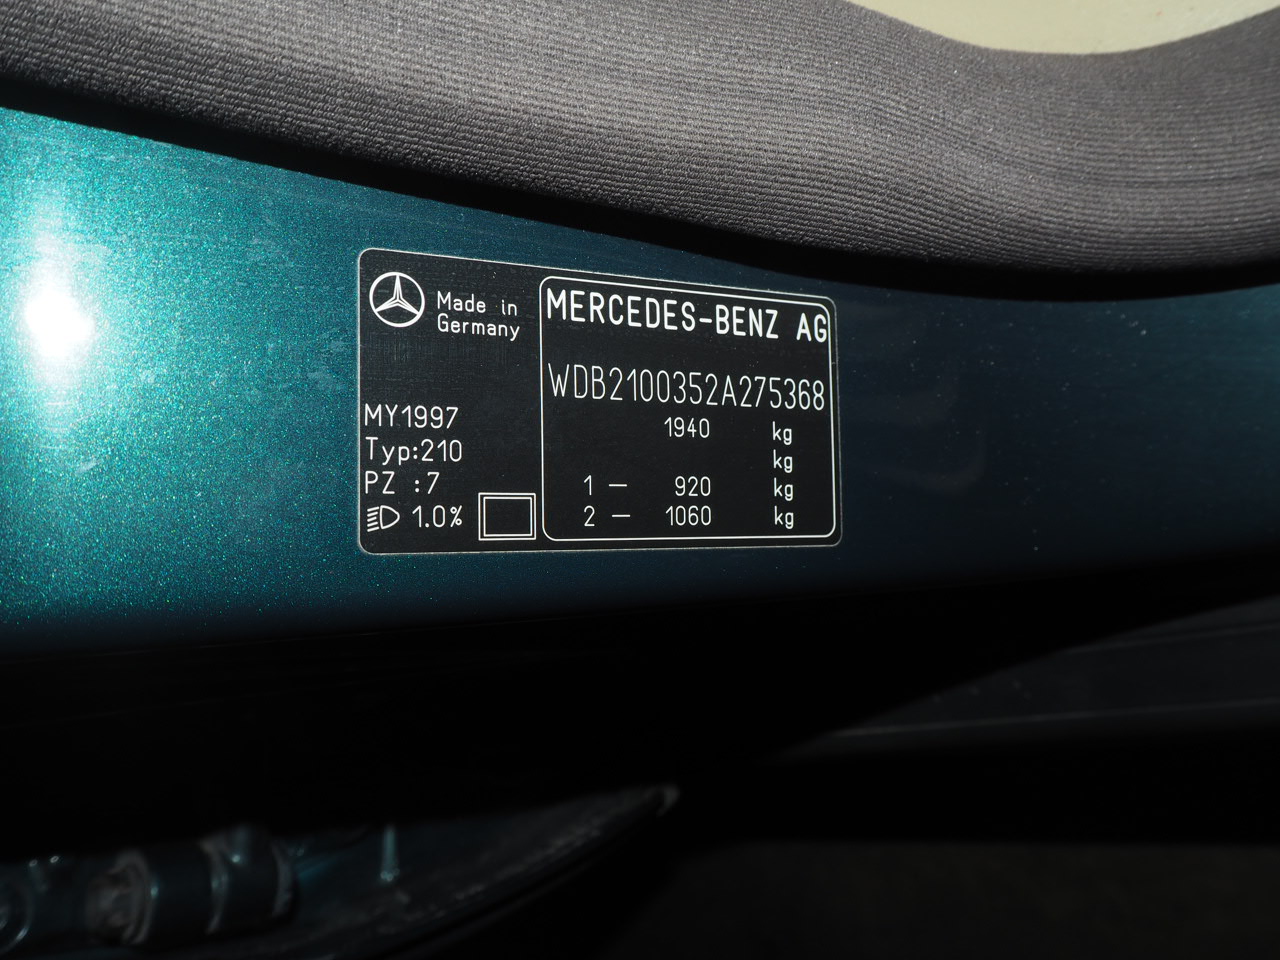 Made in
Germany
MY1997
Typ:210
PZ :7
1.0%
MERCEDES-BENZ AG
WDB2100352A275368
1940 kg
kg
1 — 920 kg
2 — 1060 kg